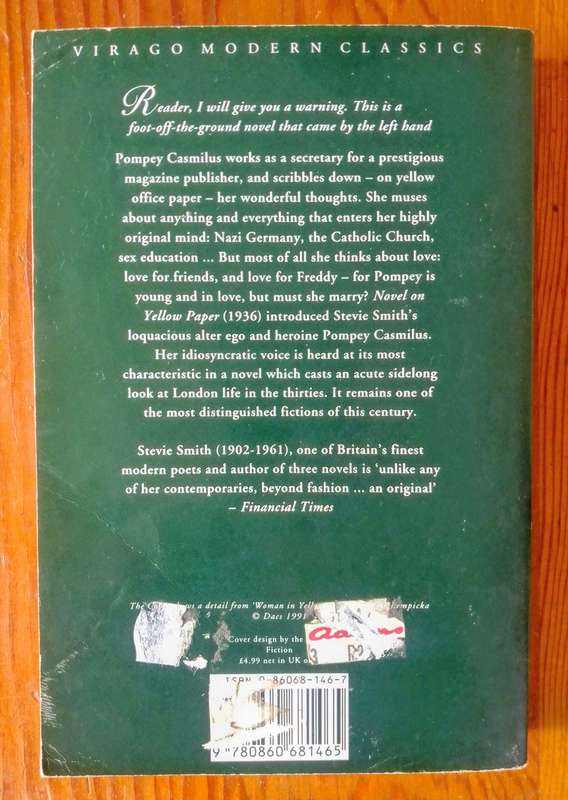 VIRAGO MODERN CLASSICS
Reader, I will give you a warning. This is a
foot-off-the-ground novel that came by the left hand
Pompey Casmilus works as a secretary for a prestigious
magazine publisher, and scribbles down – on yellow
office paper – her wonderful thoughts. She muses
about anything and everything that enters her highly
original mind: Nazi Germany, the Catholic Church,
sex education ... But most of all she thinks about love:
love for friends, and love for Freddy – for Pompey is
young and in love, but must she marry? Novel on
Yellow Paper (1936) introduced Stevie Smith's
loquacious alter ego and heroine Pompey Casmilus.
Her idiosyncratic voice is heard at its most
characteristic in a novel which casts an acute sidelong
look at London life in the thirties. It remains one of
the most distinguished fictions of this century.
Stevie Smith (1902-1961), one of Britain's finest
modern poets and author of three novels is 'unlike any
of her contemporaries, beyond fashion ... an original'
– Financial Times
The a detail from 'Woman in
© Dacs 1991
Cover design by the
Fiction
£4.99 net in UK
ISBN 0-86068-146-7
9 780860 681465